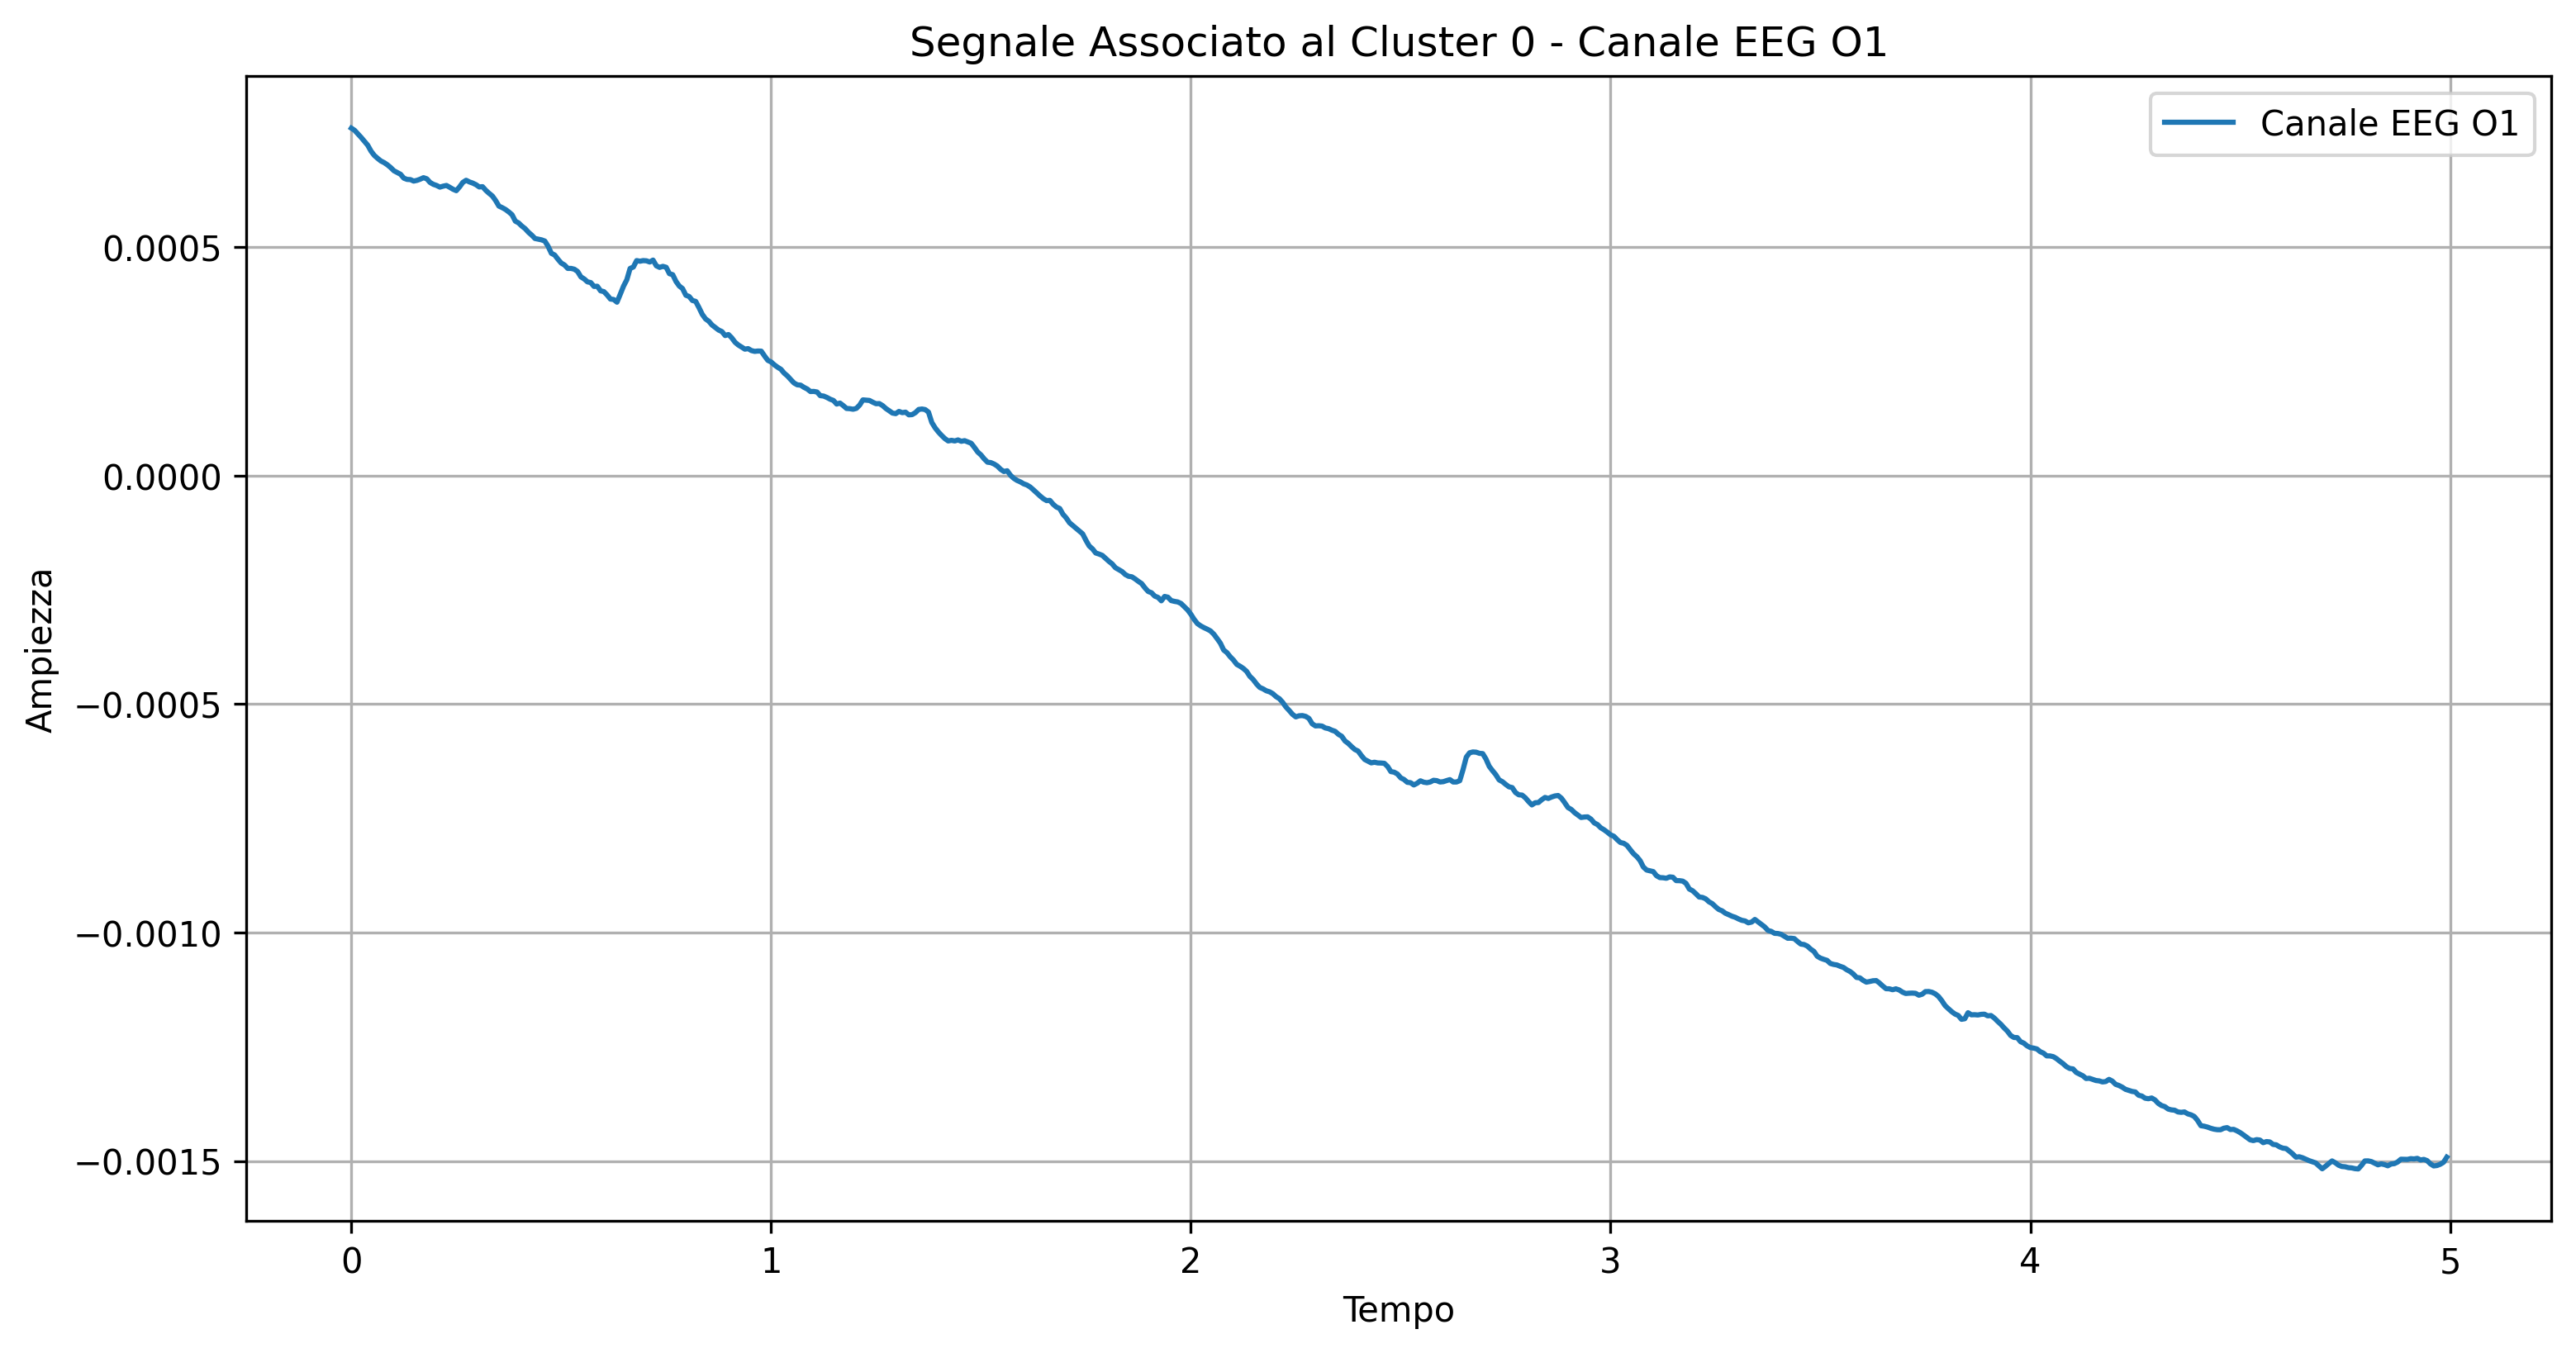 Segnale Associato al Cluster 0 - Canale EEG O1
Canale EEG O1
0.0005
0.0000
−0.0005
−0.0010
−0.0015
Ampiezza
0 1 2 3 4 5
Tempo